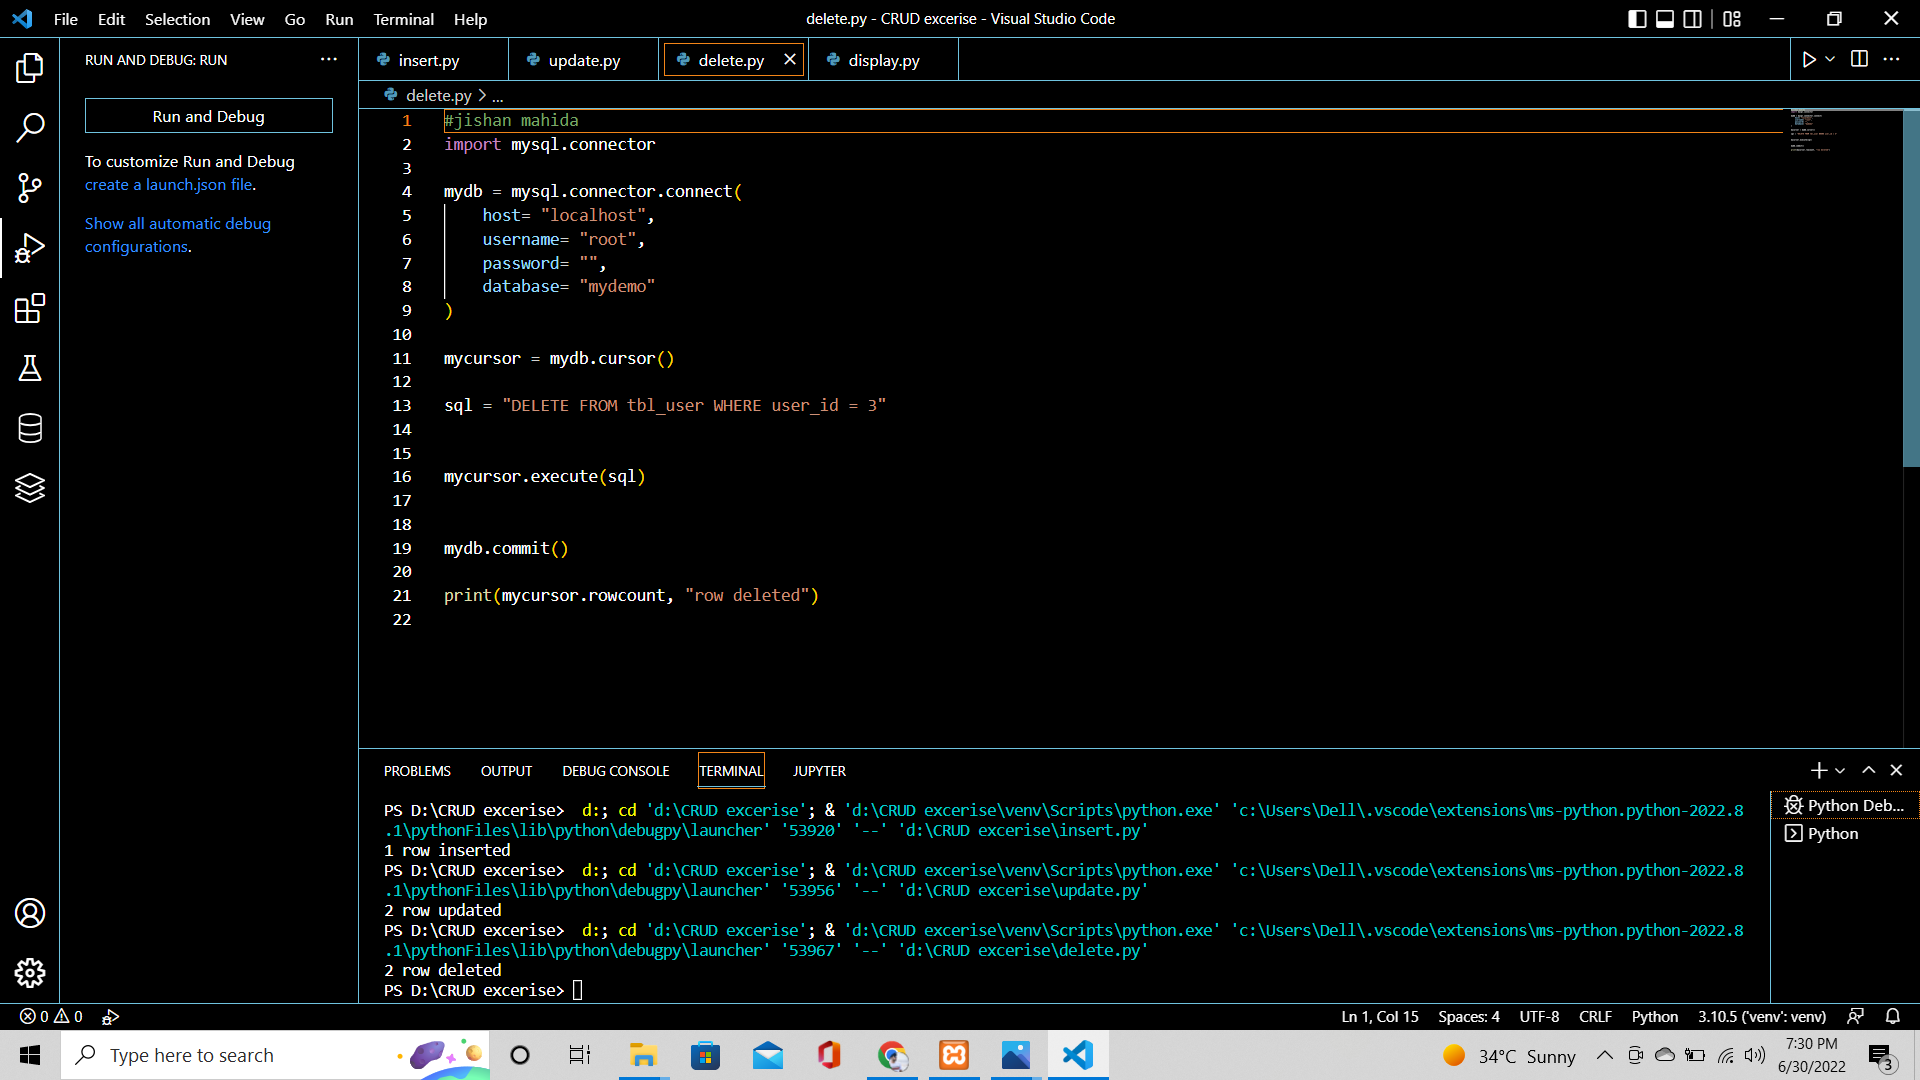 File Edit Selection View Go Run Terminal Help
delete.py - CRUD excerise - Visual Studio Code
RUN AND DEBUG: RUN
Run and Debug
To customize Run and Debug
create a launch.json file.
Show all automatic debug
configurations.
insert.py
update.py
delete.py
display.py
delete.py > ...
1 #jishan mahida
2 import mysql.connector
3
4 mydb = mysql.connector.connect(
5 host= "localhost",
6 username= "root",
7 password= "",
8 database= "mydemo"
9 )
10
11 mycursor = mydb.cursor()
12
13 sql = "DELETE FROM tbl_user WHERE user_id = 3"
14
15
16 mycursor.execute(sql)
17
18
19 mydb.commit()
20
21 print(mycursor.rowcount, "row deleted")
22
PROBLEMS OUTPUT DEBUG CONSOLE TERMINAL JUPYTER
PS D:\CRUD excerise> d:; cd 'd:\CRUD excerise'; & 'd:\CRUD excerise\venv\Scripts\python.exe' 'c:\Users\Dell\.vscode\extensions\ms-python.python-2022.8
.1\pythonFiles\lib\python\debugpy\launcher' '53920' '--' 'd:\CRUD excerise\insert.py'
1 row inserted
PS D:\CRUD excerise> d:; cd 'd:\CRUD excerise'; & 'd:\CRUD excerise\venv\Scripts\python.exe' 'c:\Users\Dell\.vscode\extensions\ms-python.python-2022.8
.1\pythonFiles\lib\python\debugpy\launcher' '53956' '--' 'd:\CRUD excerise\update.py'
2 row updated
PS D:\CRUD excerise> d:; cd 'd:\CRUD excerise'; & 'd:\CRUD excerise\venv\Scripts\python.exe' 'c:\Users\Dell\.vscode\extensions\ms-python.python-2022.8
.1\pythonFiles\lib\python\debugpy\launcher' '53967' '--' 'd:\CRUD excerise\delete.py'
2 row deleted
PS D:\CRUD excerise>
Python Deb...
Python
0 0
Ln 1, Col 15 Spaces: 4 UTF-8 CRLF Python 3.10.5 ('venv': venv)
Type here to search
34°C Sunny
7:30 PM
6/30/2022
3